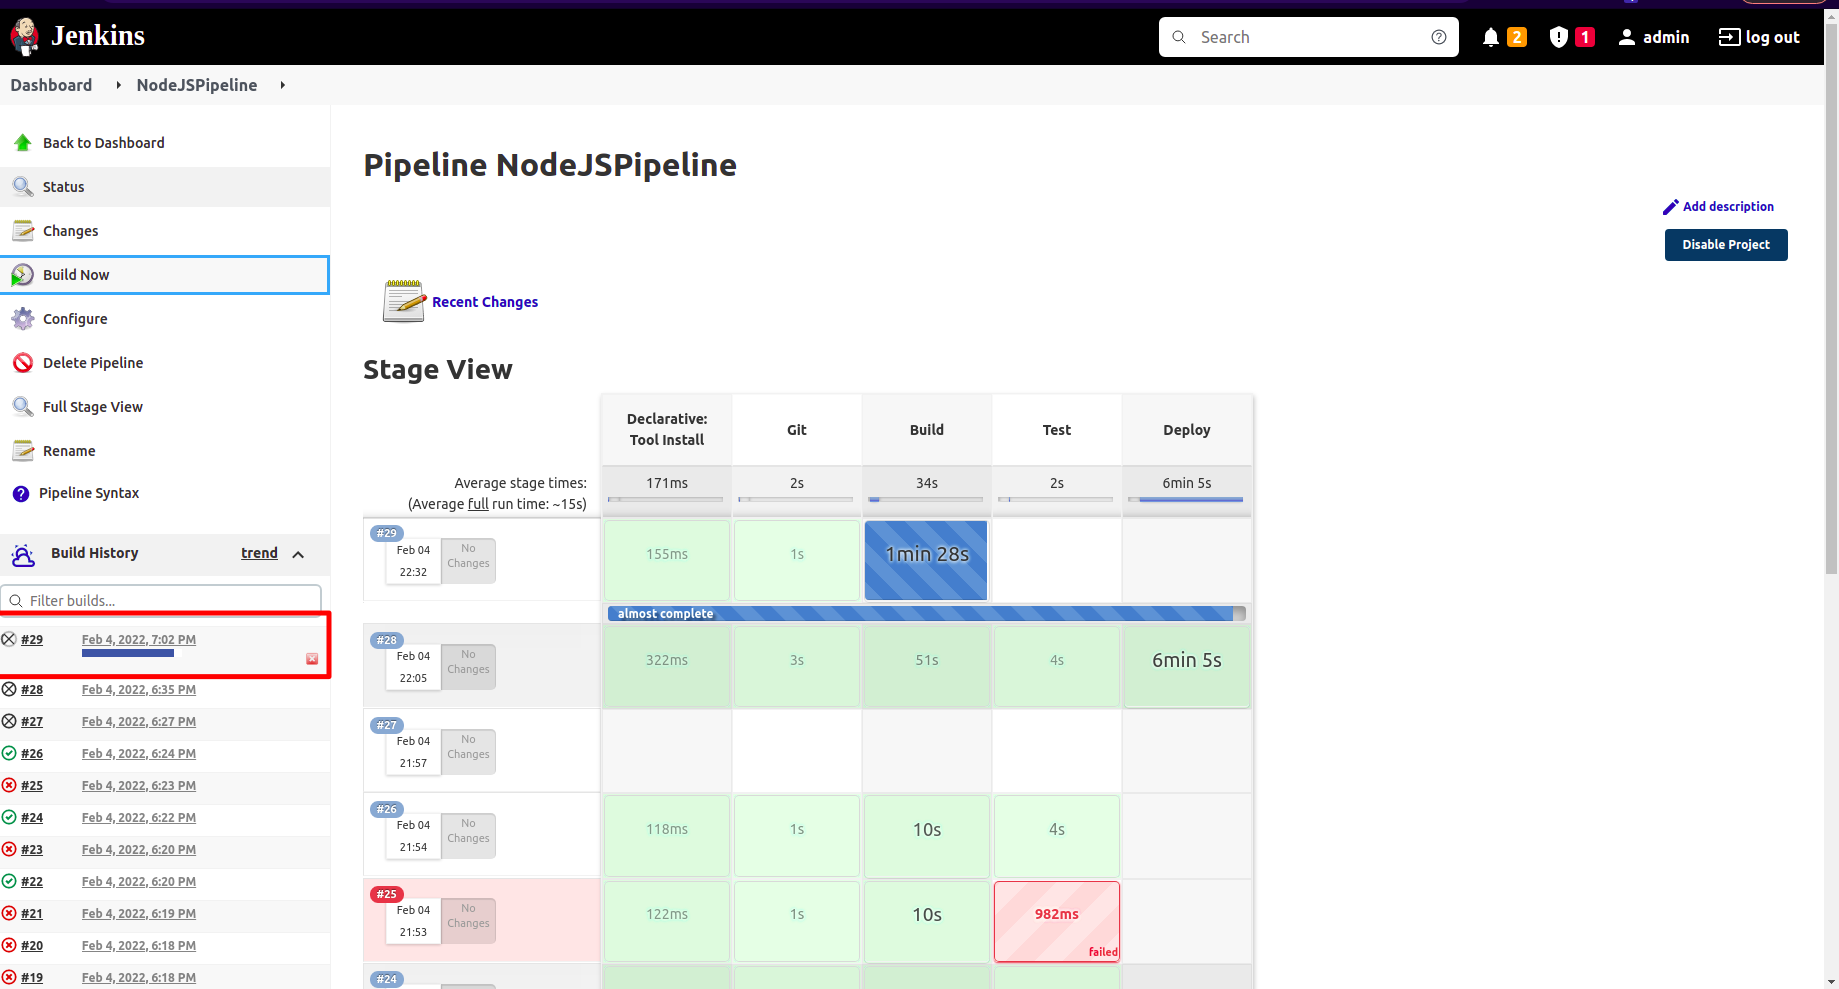 Jenkins
Search
2
1
admin
log out
Dashboard
NodeJSPipeline
Back to Dashboard
Status
Changes
Build Now
Configure
Delete Pipeline
Full Stage View
Rename
Pipeline Syntax
Build History
trend
Filter builds...
#29 Feb 4, 2022, 7:02 PM
#28 Feb 4, 2022, 6:35 PM
#27 Feb 4, 2022, 6:27 PM
#26 Feb 4, 2022, 6:24 PM
#25 Feb 4, 2022, 6:23 PM
#24 Feb 4, 2022, 6:22 PM
#23 Feb 4, 2022, 6:20 PM
#22 Feb 4, 2022, 6:20 PM
#21 Feb 4, 2022, 6:19 PM
#20 Feb 4, 2022, 6:18 PM
#19 Feb 4, 2022, 6:18 PM
Pipeline NodeJSPipeline
Add description
Disable Project
Recent Changes
Stage View
Declarative:
Tool Install
Git
Build
Test
Deploy
Average stage times:
(Average full run time: ~15s)
171ms
2s
34s
2s
6min 5s
#29
Feb 04
22:32
No
Changes
155ms
1s
1min 28s
almost complete
#28
Feb 04
22:05
No
Changes
322ms
3s
51s
4s
6min 5s
#27
Feb 04
21:57
No
Changes
#26
Feb 04
21:54
No
Changes
118ms
1s
10s
4s
#25
Feb 04
21:53
No
Changes
122ms
1s
10s
982ms
failed
#24